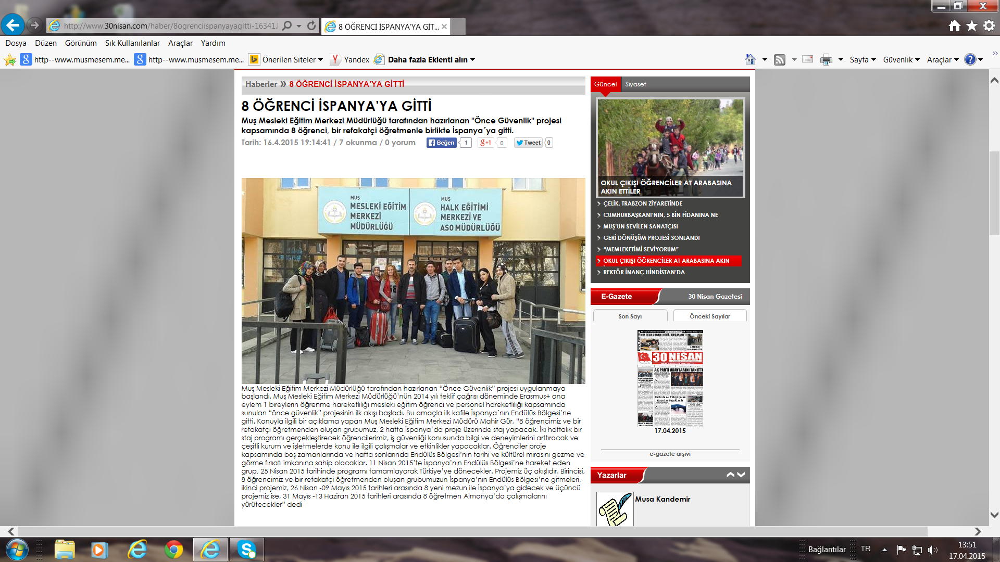 http://www.30nisan.com/haber/8ogrenciispanyayagitti-16341.
8 ÖĞRENCİ İSPANYA'YA GİT...
Dosya Düzen Görünüm Sık Kullanılanlar Araçlar Yardım
http--www.musmesem.me... http--www.musmesem.me... Önerilen Siteler Yandex Daha fazla Eklenti alın Sayfa Güvenlik Araçlar
Haberler » 8 ÖĞRENCİ İSPANYA’YA GİTTİ
8 ÖĞRENCİ İSPANYA’YA GİTTİ
Muş Mesleki Eğitim Merkezi Müdürlüğü tarafından hazırlanan "Önce Güvenlik" projesi
kapsamında 8 öğrenci, bir refakatçi öğretmenle birlikte İspanya´ya gitti.
Tarih: 16.4.2015 19:14:41 / 7 okunma / 0 yorum
Beğen 1 g+1 0 Tweet 0
MUŞ
MESLEKİ EĞİTİM
MERKEZİ
MÜDÜRLÜĞÜ
MUŞ
HALK EĞİTİMİ
MERKEZİ VE
ASO MÜDÜRLÜĞÜ
Muş Mesleki Eğitim Merkezi Müdürlüğü tarafından hazırlanan “Önce Güvenlik” projesi uygulanmaya
başlandı. Muş Mesleki Eğitim Merkezi Müdürlüğü’nün 2014 yılı teklif çağrısı döneminde Erasmus+ ana
eylem 1 bireylerin öğrenme hareketliliği mesleki eğitim öğrenci ve personel hareketliliği kapsamında
sunulan “önce güvenlik” projesinin ilk akışı başladı. Bu amaçla ilk kafile İspanya´nın Endülüs Bölgesi’ne
gitti. Konuyla ilgili bir açıklama yapan Muş Mesleki Eğitim Merkezi Müdürü Mahir Gür, “8 öğrencimiz ve bir
refakatçi öğretmenden oluşan grubumuz, 2 hafta İspanya´da proje üzerinde staj yapacak. İki haftalık bir
staj programı gerçekleştirecek öğrencilerimiz, iş güvenliği konusunda bilgi ve deneyimlerini arttıracak ve
çeşitli kurum ve işletmelerde konu ile ilgili çalışmalar ve etkinlikler yapacaklar. Öğrenciler proje
kapsamında boş zamanlarında ve hafta sonlarında Endülüs Bölgesi’nin tarihi ve kültürel mirasını gezme ve
görme fırsatı imkanına sahip olacaklar. 11 Nisan 2015’te İspanya’nın Endülüs Bölgesi’ne hareket eden
grup, 25 Nisan 2015 tarihinde programı tamamlayarak Türkiye’ye dönecekler. Projemiz üç akışlıdır. Birincisi,
8 öğrencimiz ve bir refakatçi öğretmenden oluşan grubumuzun İspanya’nın Endülüs Bölgesi’ne gitmeleri,
ikinci projemiz, 26 Nisan -09 Mayıs 2015 tarihleri arasında 8 yeni mezun ile İspanya’ya gidecek ve üçüncü
projemiz ise, 31 Mayıs -13 Haziran 2015 tarihleri arasında 8 öğretmen Almanya’da çalışmalarını
yürütecekler” dedi
Güncel Siyaset
OKUL ÇIKIŞI ÖĞRENCİLER AT ARABASINA
AKIN ETTİLER
ÇELİK, TRABZON ZİYARETİNDE
CUMHURBAŞKANI’NIN, 5 BİN FİDANINA NE
MUŞ’UN SEVİLEN SANATÇISI
GERİ DÖNÜŞÜM PROJESİ SONLANDI
“MEMLEKETİMİ SEVİYORUM”
OKUL ÇIKIŞI ÖĞRENCİLER AT ARABASINA AKIN
REKTÖR İNANÇ HİNDİSTAN’DA
E-Gazete 30 Nisan Gazetesi
Son Sayı Önceki Sayılar
8 ÖĞRENCİ
İSPANYA'YA GİTTİ
30 NİSAN
AK PARTİ ADAYLARINI TANITTI
Varto'da Av Tüfeği Çalan
Hırsızlar Tutuklandı
17.04.2015
e-gazete arşivi
Yazarlar
Musa Kandemir
Bağlantılar TR 13:51
17.04.2015